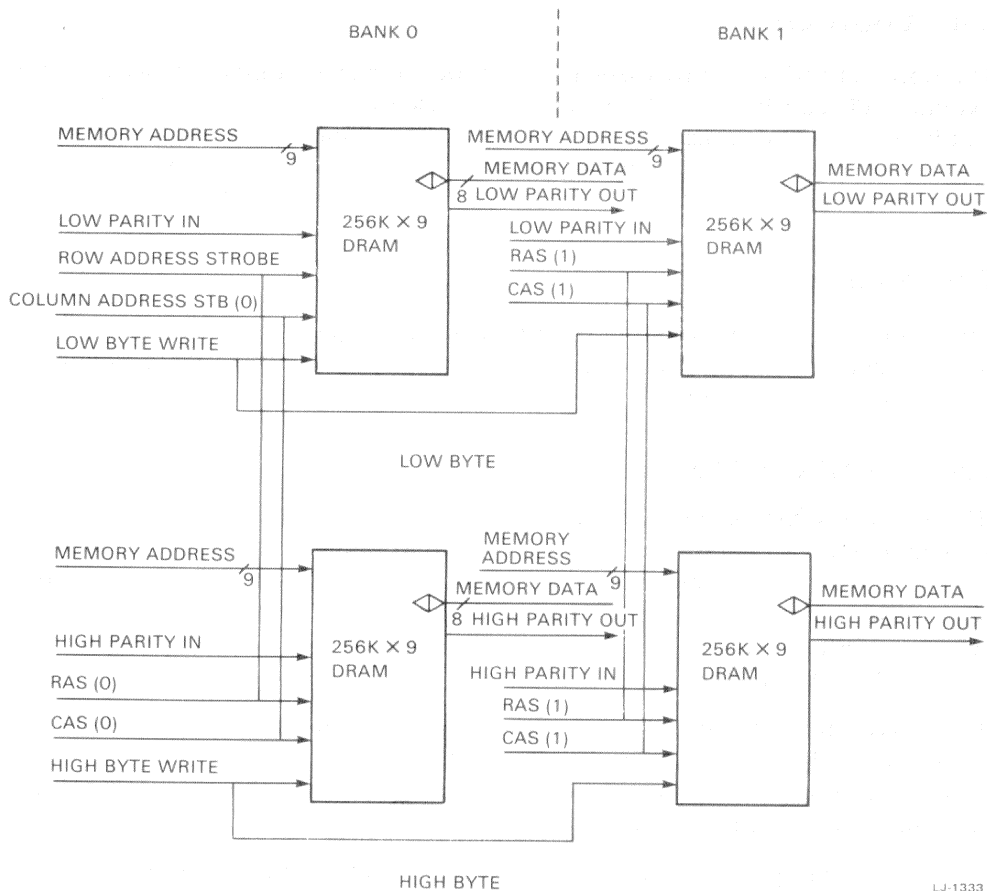 BANK 0
BANK 1
MEMORY ADDRESS
9
MEMORY DATA
8
LOW PARITY OUT
256K × 9
DRAM
LOW PARITY IN
ROW ADDRESS STROBE
COLUMN ADDRESS STB (0)
LOW BYTE WRITE
MEMORY ADDRESS
9
MEMORY DATA
LOW PARITY OUT
256K × 9
DRAM
LOW PARITY IN
RAS (1)
CAS (1)
LOW BYTE
MEMORY ADDRESS
9
MEMORY DATA
8
HIGH PARITY OUT
256K × 9
DRAM
HIGH PARITY IN
RAS (0)
CAS (0)
HIGH BYTE WRITE
MEMORY
ADDRESS
9
MEMORY DATA
HIGH PARITY OUT
256K × 9
DRAM
HIGH PARITY IN
RAS (1)
CAS (1)
HIGH BYTE
LJ-1333